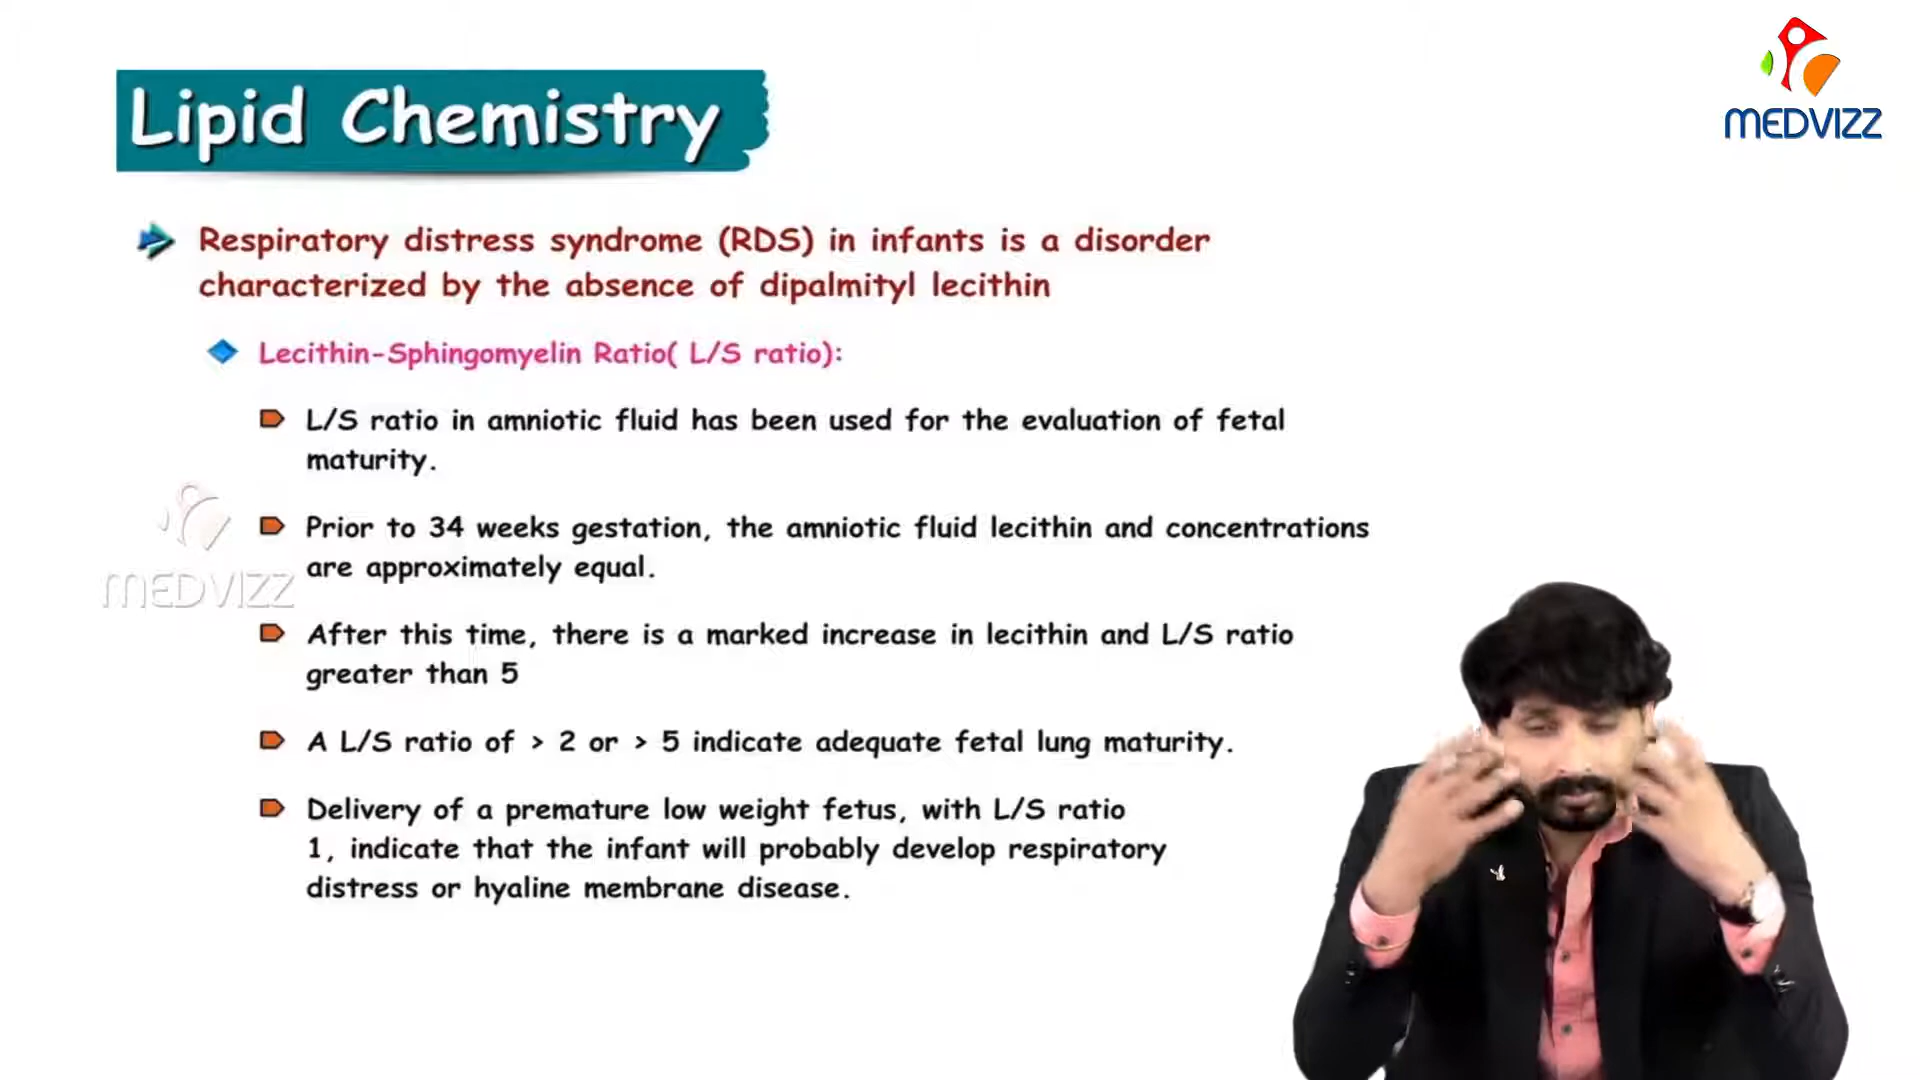 MEDVIZZ
Lipid Chemistry
Respiratory distress syndrome (RDS) in infants is a disorder
characterized by the absence of dipalmityl lecithin
Lecithin-Sphingomyelin Ratio( L/S ratio):
L/S ratio in amniotic fluid has been used for the evaluation of fetal
maturity.
Prior to 34 weeks gestation, the amniotic fluid lecithin and concentrations
are approximately equal.
MEDVIZZ
After this time, there is a marked increase in lecithin and L/S ratio
greater than 5
A L/S ratio of > 2 or > 5 indicate adequate fetal lung maturity.
Delivery of a premature low weight fetus, with L/S ratio
1, indicate that the infant will probably develop respiratory
distress or hyaline membrane disease.